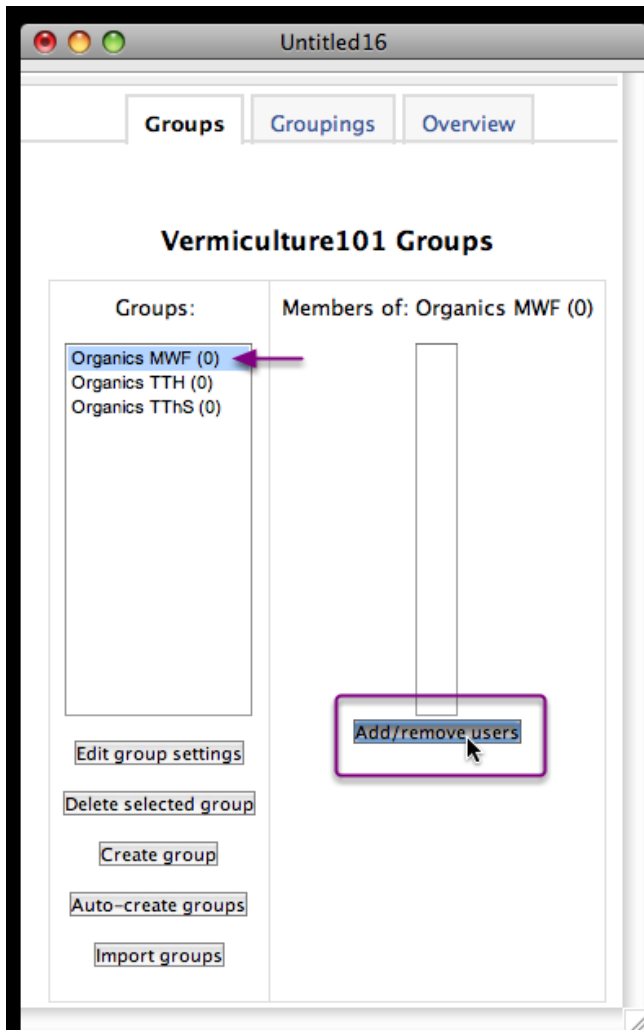 Untitled16
Groups Groupings Overview
Vermiculture101 Groups
Groups:
Organics MWF (0)
Organics TTH (0)
Organics TThS (0)
Edit group settings
Delete selected group
Create group
Auto-create groups
Import groups
Members of: Organics MWF (0)
Add/remove users